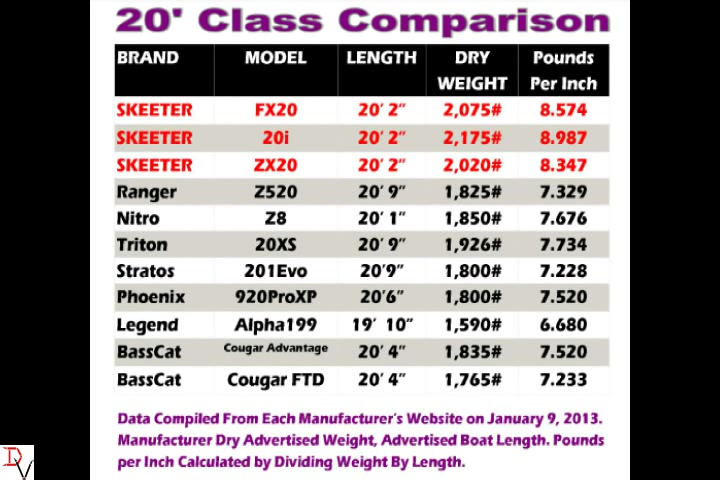 20' Class Comparison
BRAND MODEL LENGTH DRY WEIGHT Pounds Per Inch
SKEETER FX20 20' 2" 2,075# 8.574
SKEETER 20i 20' 2" 2,175# 8.987
SKEETER ZX20 20' 2" 2,020# 8.347
Ranger Z520 20' 9" 1,825# 7.329
Nitro Z8 20' 1" 1,850# 7.676
Triton 20XS 20' 9" 1,926# 7.734
Stratos 201Evo 20'9" 1,800# 7.228
Phoenix 920ProXP 20'6" 1,800# 7.520
Legend Alpha199 19' 10" 1,590# 6.680
BassCat Cougar Advantage 20' 4" 1,835# 7.520
BassCat Cougar FTD 20' 4" 1,765# 7.233
Data Compiled From Each Manufacturer's Website on January 9, 2013.
Manufacturer Dry Advertised Weight, Advertised Boat Length. Pounds
per Inch Calculated by Dividing Weight By Length.
DV